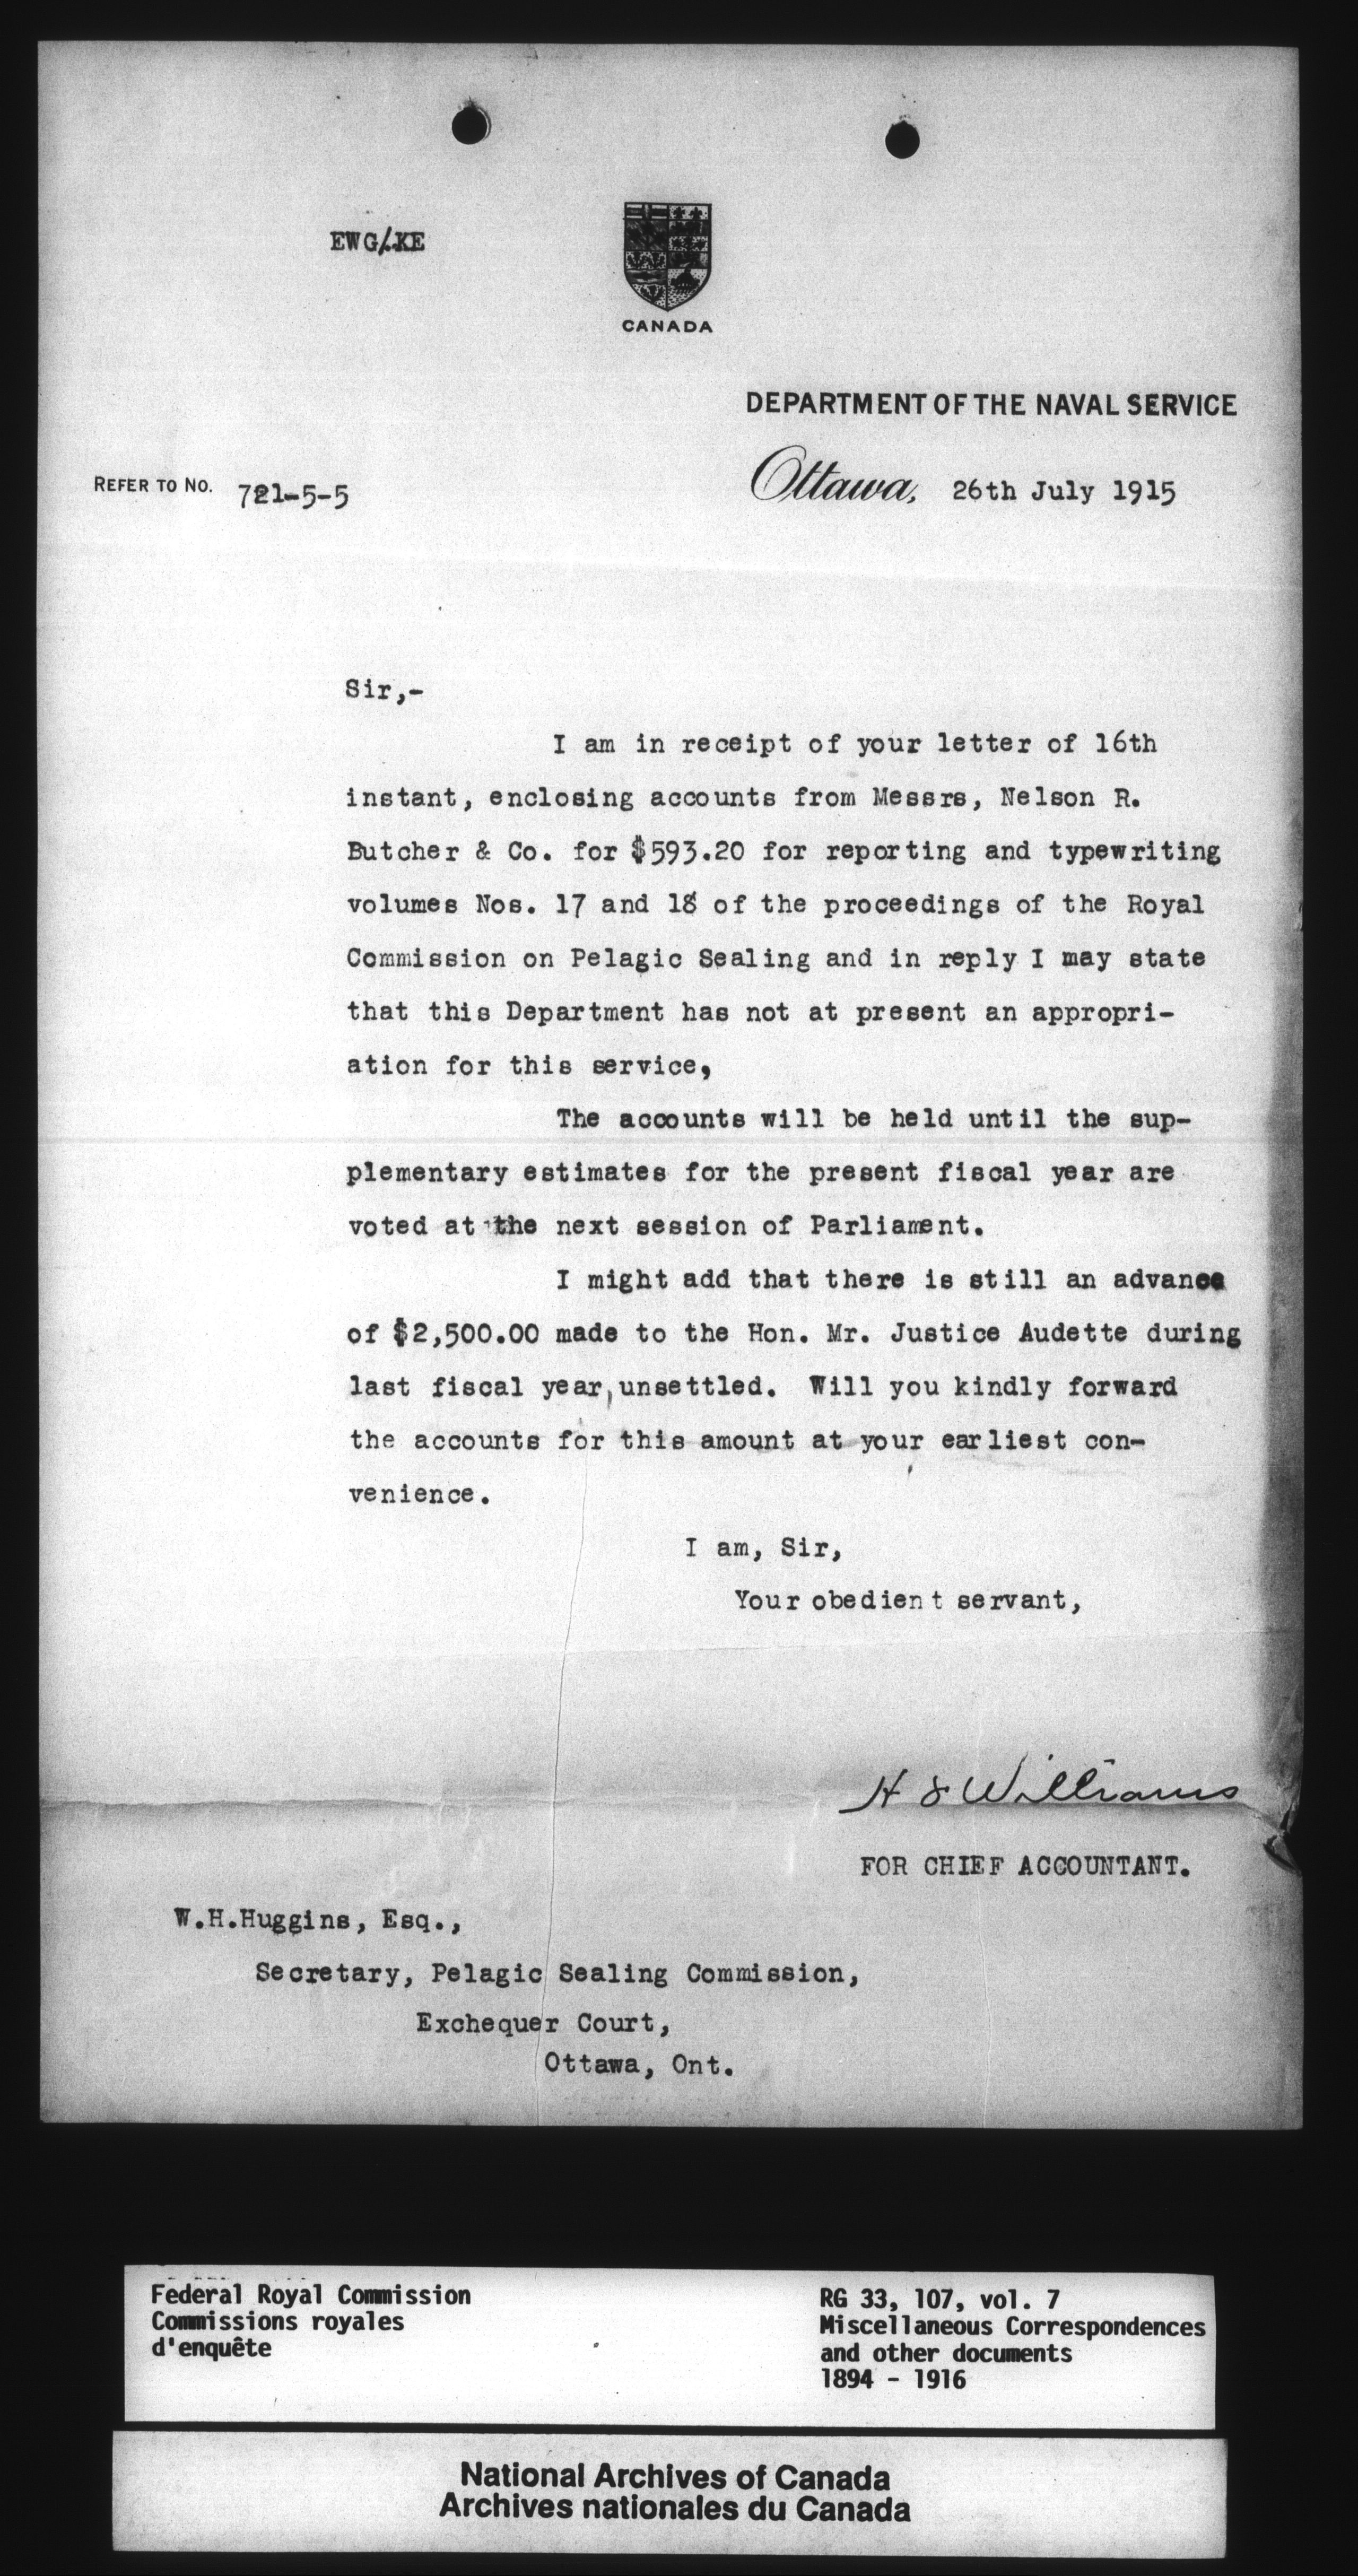 EWG/.KE
CANADA
DEPARTMENT OF THE NAVAL SERVICE
REFER TO NO. 721-5-5
Ottawa, 26th July 1915
Sir,-
I am in receipt of your letter of 16th
instant, enclosing accounts from Messrs, Nelson R.
Butcher & Co. for $593.20 for reporting and typewriting
volumes Nos. 17 and 18 of the proceedings of the Royal
Commission on Pelagic Sealing and in reply I may state
that this Department has not at present an appropri-
ation for this service,
The accounts will be held until the sup-
plementary estimates for the present fiscal year are
voted at the next session of Parliament.
I might add that there is still an advance
of $2,500.00 made to the Hon. Mr. Justice Audette during
last fiscal year, unsettled. Will you kindly forward
the accounts for this amount at your earliest con-
venience.
I am, Sir,
Your obedient servant,
H S Williams
FOR CHIEF ACCOUNTANT.
W.H.Huggins, Esq.,
Secretary, Pelagic Sealing Commission,
Exchequer Court,
Ottawa, Ont.
Federal Royal Commission
Commissions royales
d'enquête
RG 33, 107, vol. 7
Miscellaneous Correspondences
and other documents
1894 - 1916
National Archives of Canada
Archives nationales du Canada